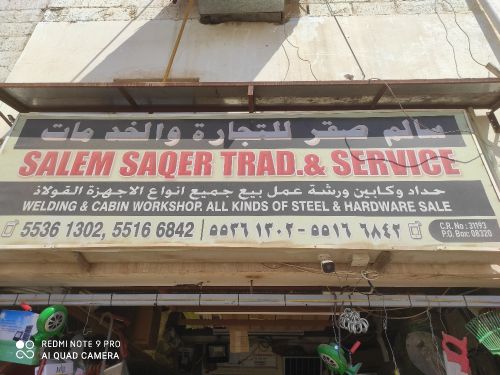 سالم صقر للتجارة والخدمات
SALEM SAQER TRAD.& SERVICE
حداد وكابين ورشة عمل بيع جميع انواع الاجهزة الفولاذ
WELDING & CABIN WORKSHOP. ALL KINDS OF STEEL & HARDWARE SALE
5536 1302, 5516 6842 | ٥٥٣٦ ١٣٠٢ - ٥٥١٦ ٦٨٤٢
C.R. No : 31193
P.O. Box: 08320
REDMI NOTE 9 PRO
AI QUAD CAMERA